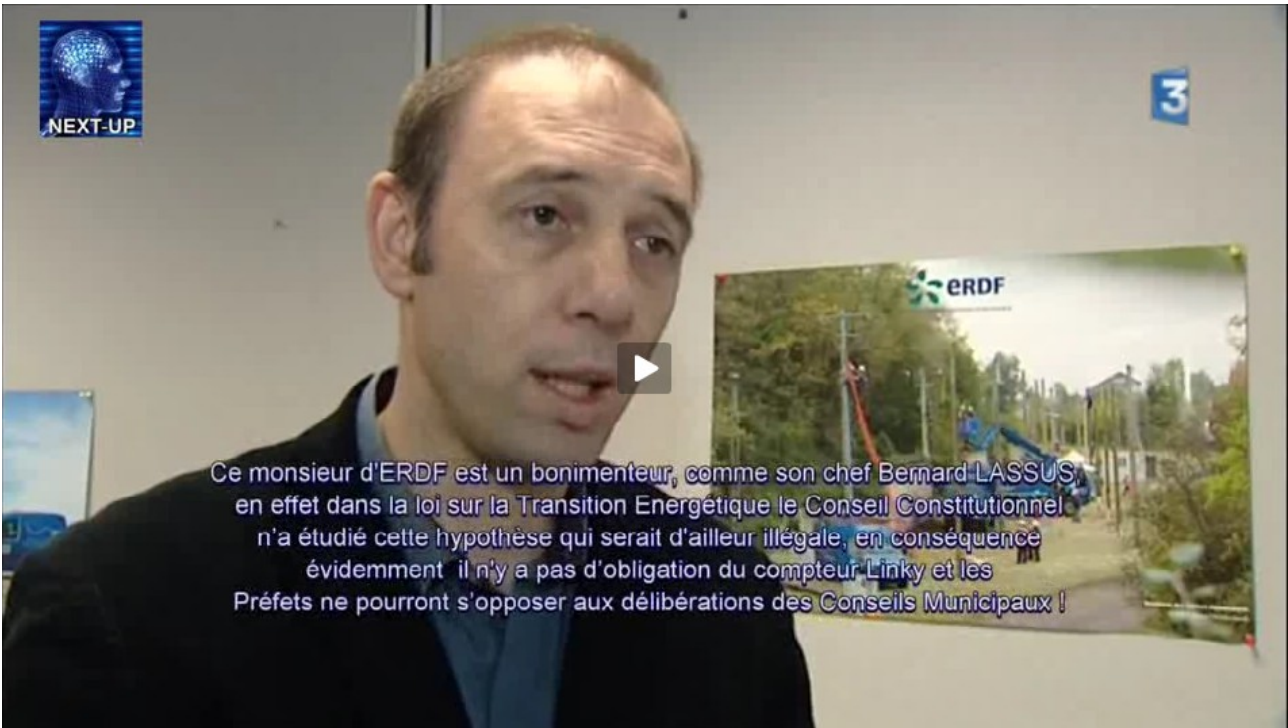 NEXT-UP
3
eRDF
Ce monsieur d'ERDF est un bonimenteur, comme son chef Bernard LASSUS,
en effet dans la loi sur la Transition Energétique le Conseil Constitutionnel
n'a étudié cette hypothèse qui serait d'ailleur illégale, en conséquence
évidemment il n'y a pas d'obligation du compteur Linky et les
Préfets ne pourront s'opposer aux délibérations des Conseils Municipaux !